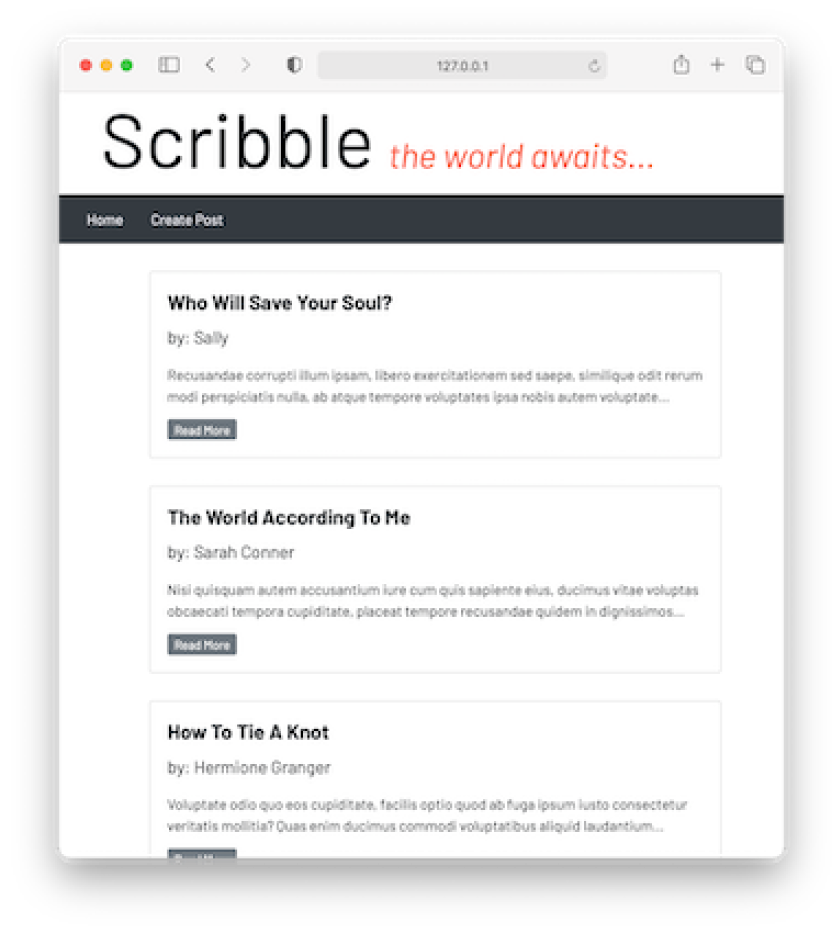 127.0.0.1
Scribble the world awaits...
Home Create Post
Who Will Save Your Soul?
by: Sally
Recusandae corrupti illum ipsam, libero exercitationem sed saepe, similique odit rerum
modi perspiciatis nulla, ab atque tempore voluptates ipsa nobis autem voluptate...
Read More
The World According To Me
by: Sarah Conner
Nisi quisquam autem accusantium iure cum quis sapiente eius, ducimus vitae voluptas
obcaecati tempora cupiditate, placeat tempore recusandae quidem in dignissimos...
Read More
How To Tie A Knot
by: Hermione Granger
Voluptate odio quo eos cupiditate, facilis optio quod ab fuga ipsum iusto consectetur
veritatis mollitia? Quas enim ducimus commodi voluptatibus aliquid laudantium...